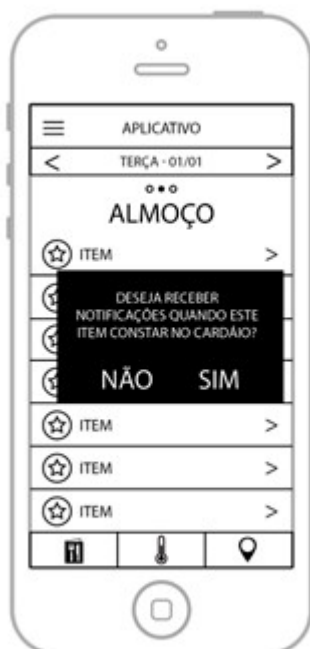 APLICATIVO
< TERÇA - 01/01 >
ALMOÇO
ITEM >
DESEJA RECEBER
NOTIFICAÇÕES QUANDO ESTE
ITEM CONSTAR NO CARDÁIO?
NÃO SIM
ITEM >
ITEM >
ITEM >